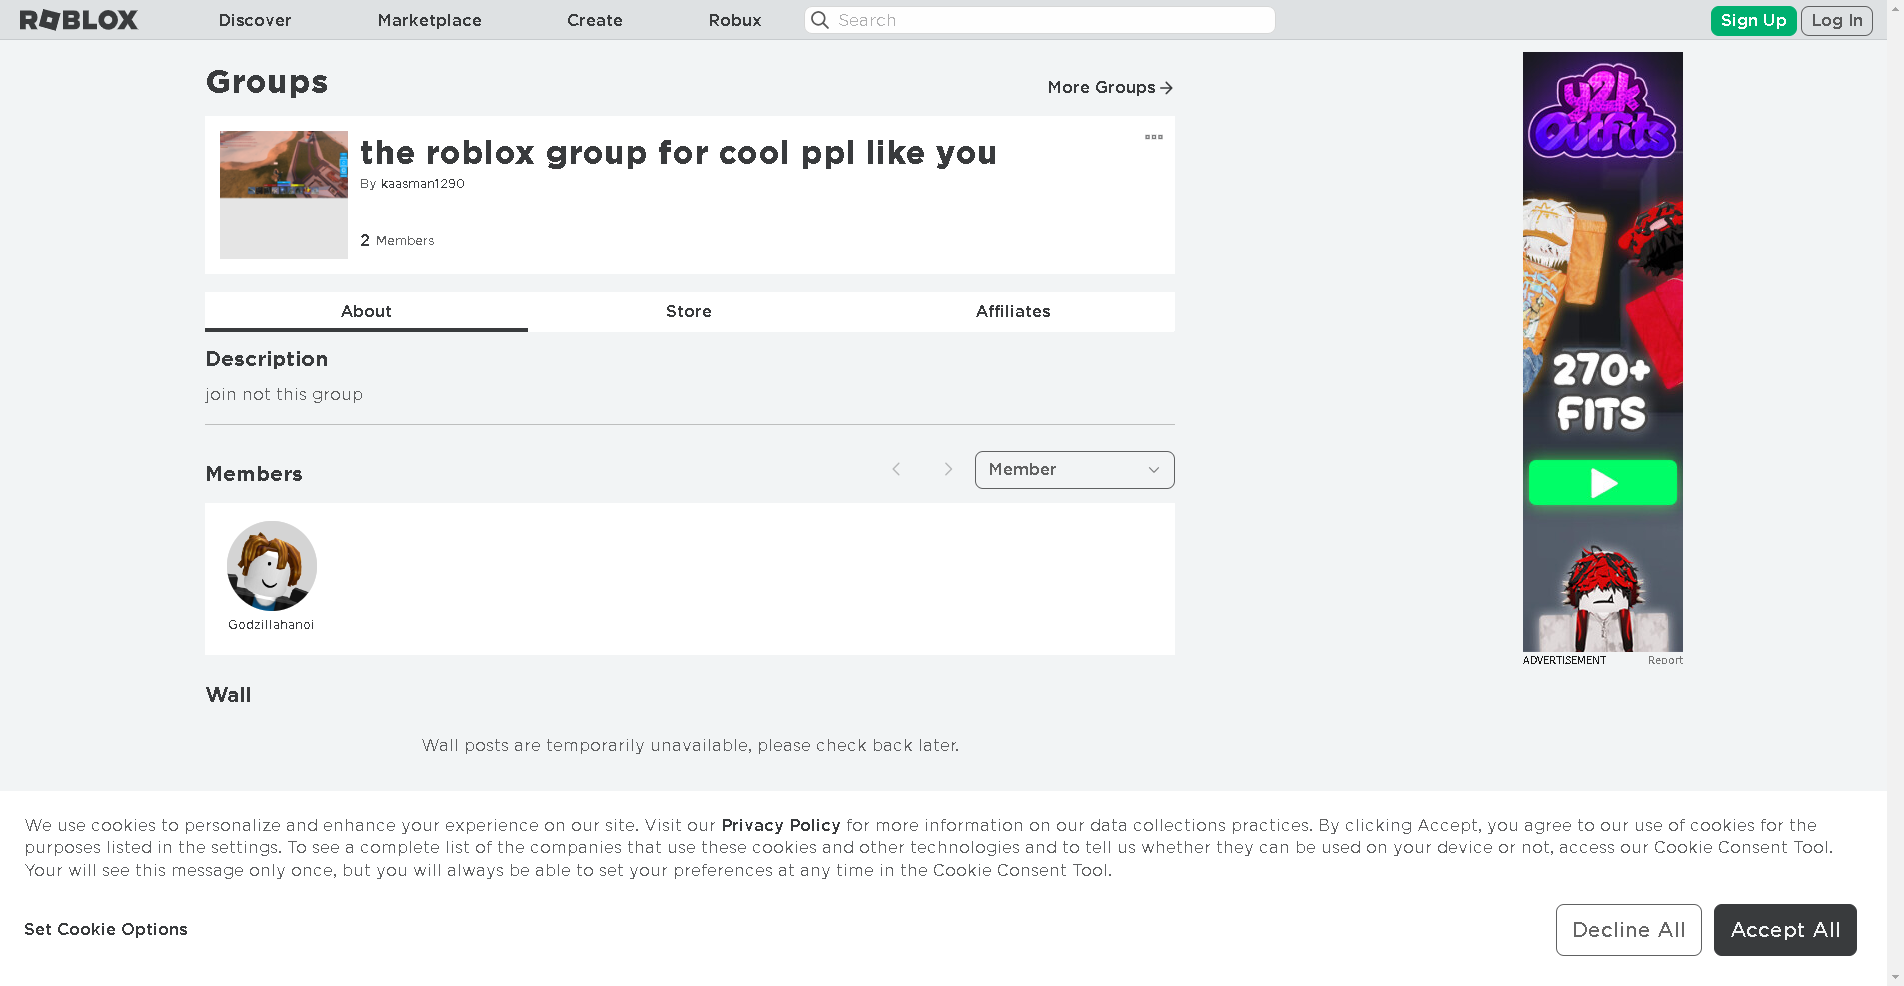 ROBLOX
Discover
Marketplace
Create
Robux
Search
Sign Up
Log In
Groups
More Groups
the roblox group for cool ppl like you
By kaasman1290
2 Members
About
Store
Affiliates
Description
join not this group
Members
Member
Godzillahanoi
Wall
Wall posts are temporarily unavailable, please check back later.
y2k
Outfits
270+
FITS
ADVERTISEMENT
Report
We use cookies to personalize and enhance your experience on our site. Visit our Privacy Policy for more information on our data collections practices. By clicking Accept, you agree to our use of cookies for the
purposes listed in the settings. To see a complete list of the companies that use these cookies and other technologies and to tell us whether they can be used on your device or not, access our Cookie Consent Tool.
Your will see this message only once, but you will always be able to set your preferences at any time in the Cookie Consent Tool.
Set Cookie Options
Decline All
Accept All